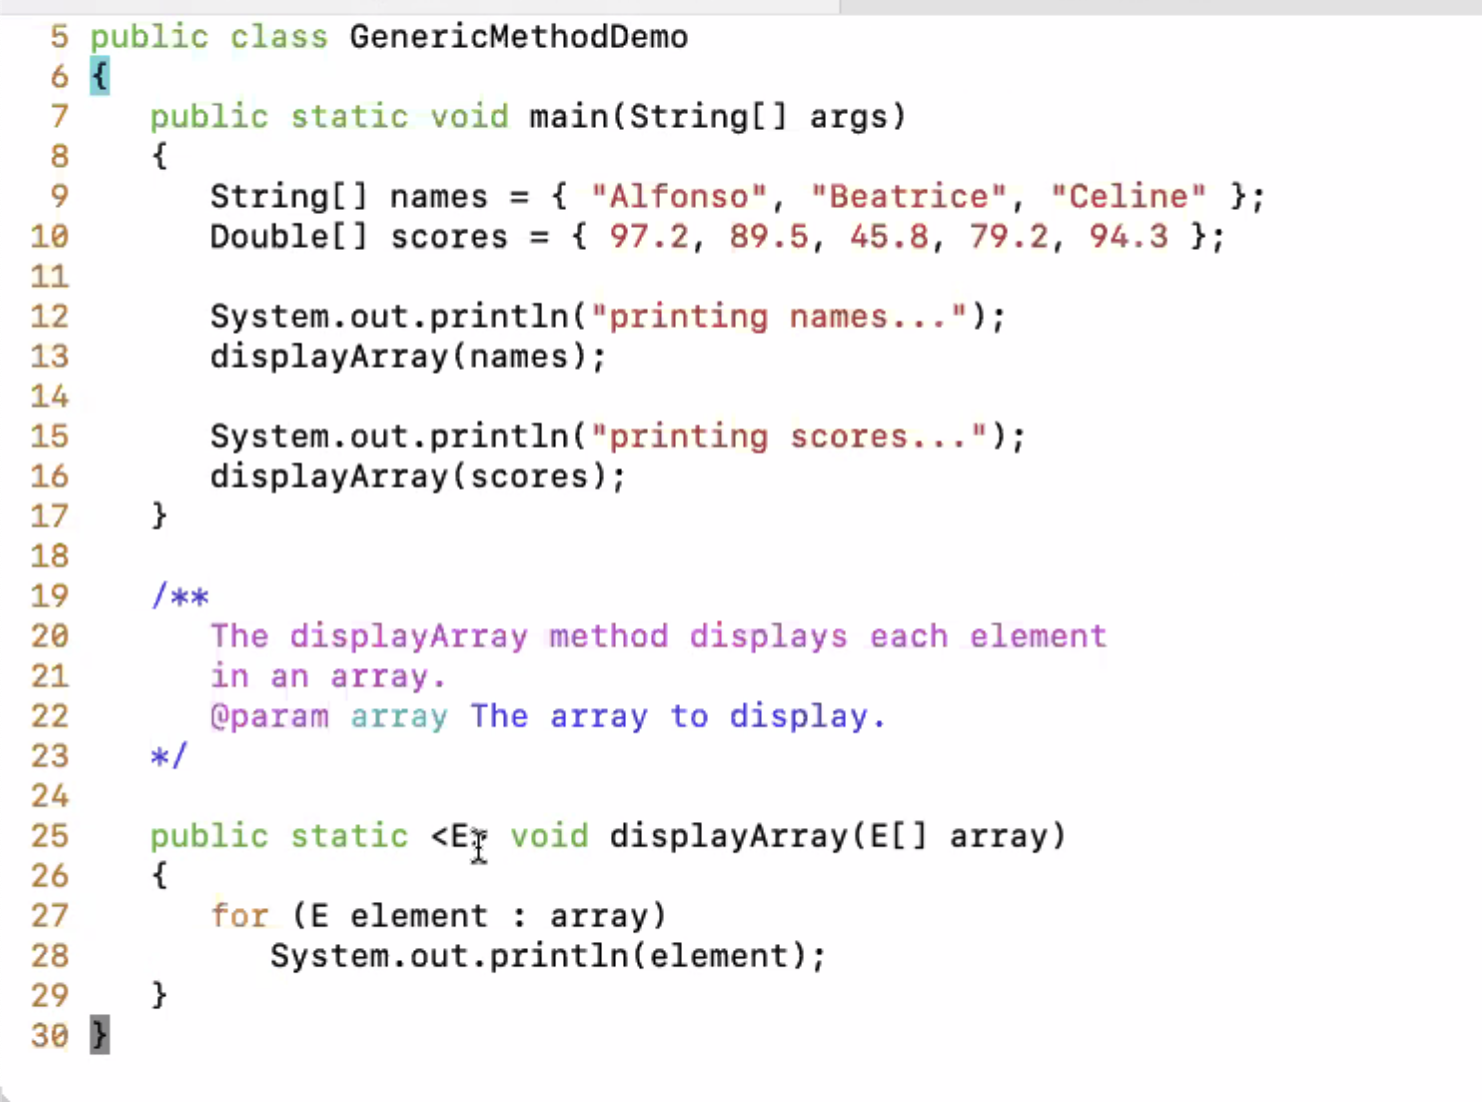 5 public class GenericMethodDemo
6 {
7    public static void main(String[] args)
8    {
9       String[] names = { "Alfonso", "Beatrice", "Celine" };
10       Double[] scores = { 97.2, 89.5, 45.8, 79.2, 94.3 };
11
12       System.out.println("printing names...");
13       displayArray(names);
14
15       System.out.println("printing scores...");
16       displayArray(scores);
17    }
18
19    /**
20       The displayArray method displays each element
21       in an array.
22       @param array The array to display.
23    */
24
25    public static <E> void displayArray(E[] array)
26    {
27       for (E element : array)
28          System.out.println(element);
29    }
30 }